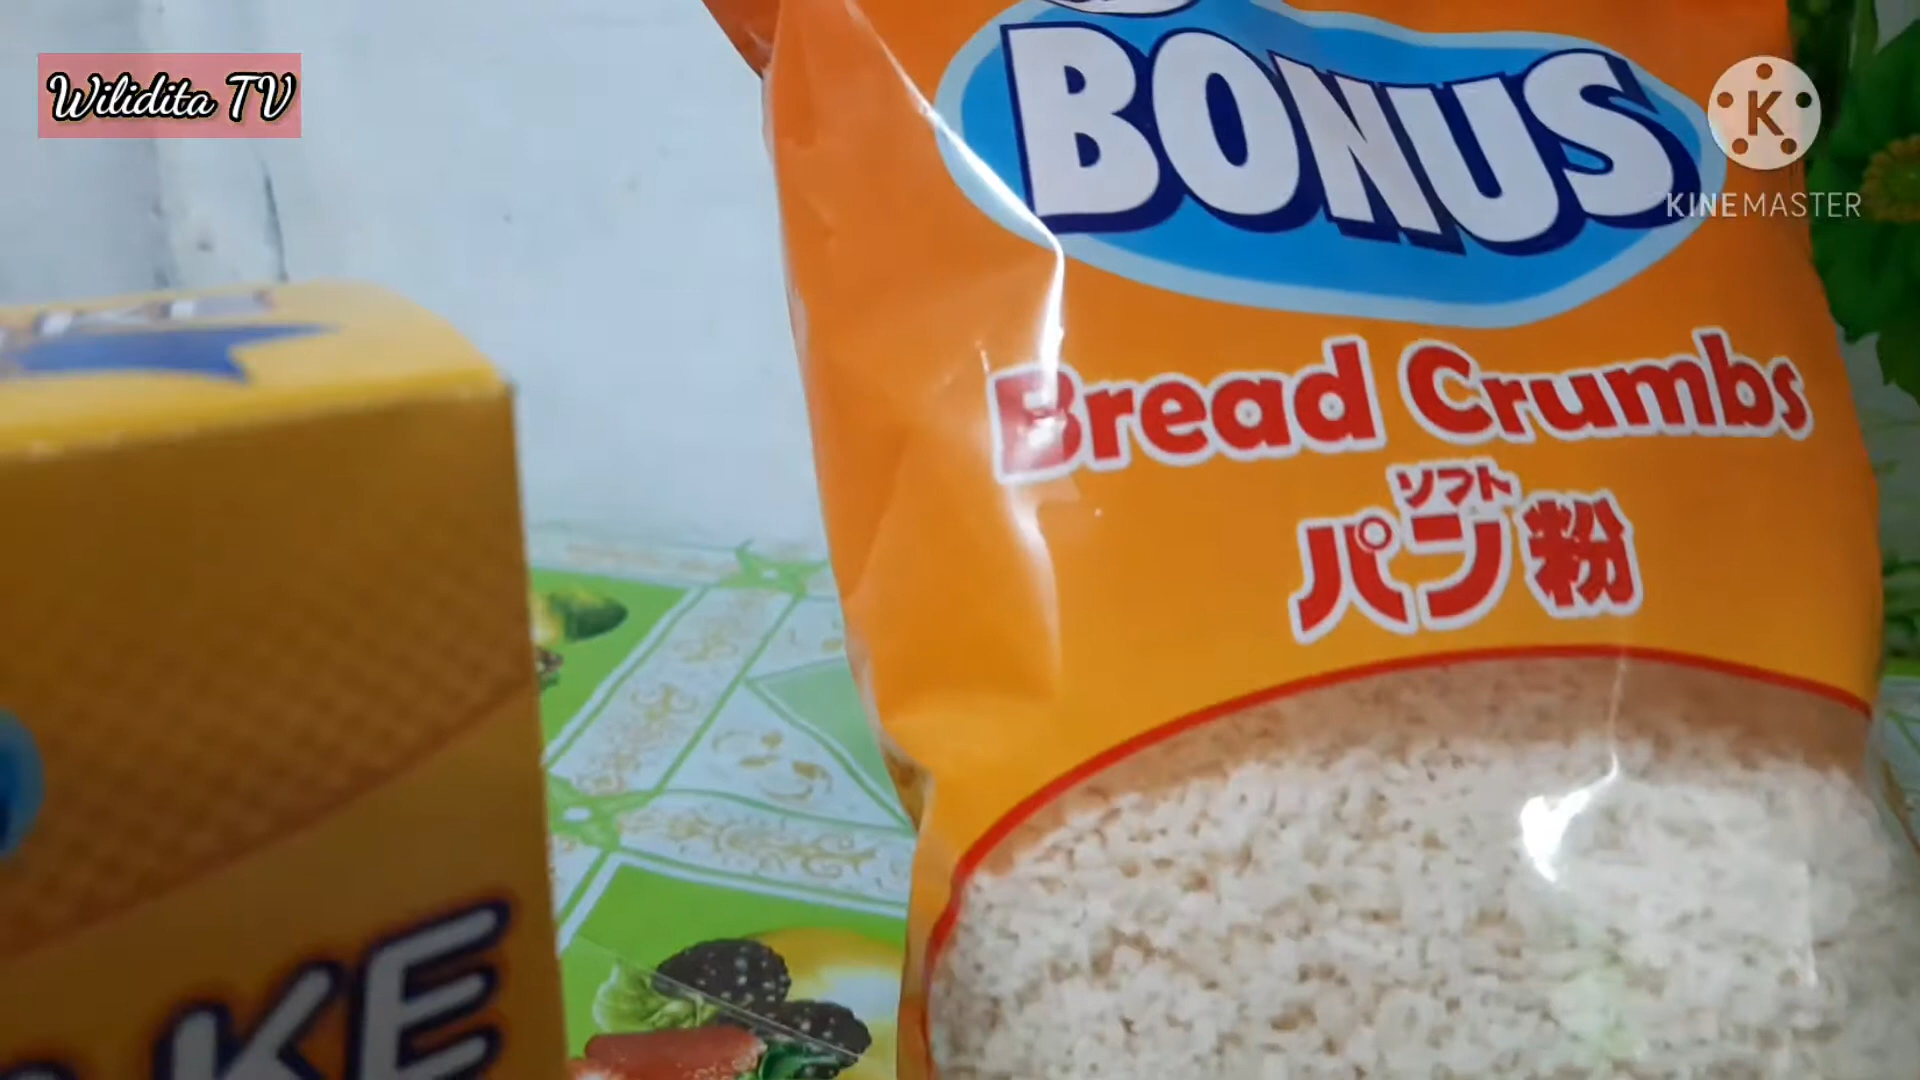 Wilidita TV
BONUS
K
KINEMASTER
Bread Crumbs
ソフト
パン粉
KE